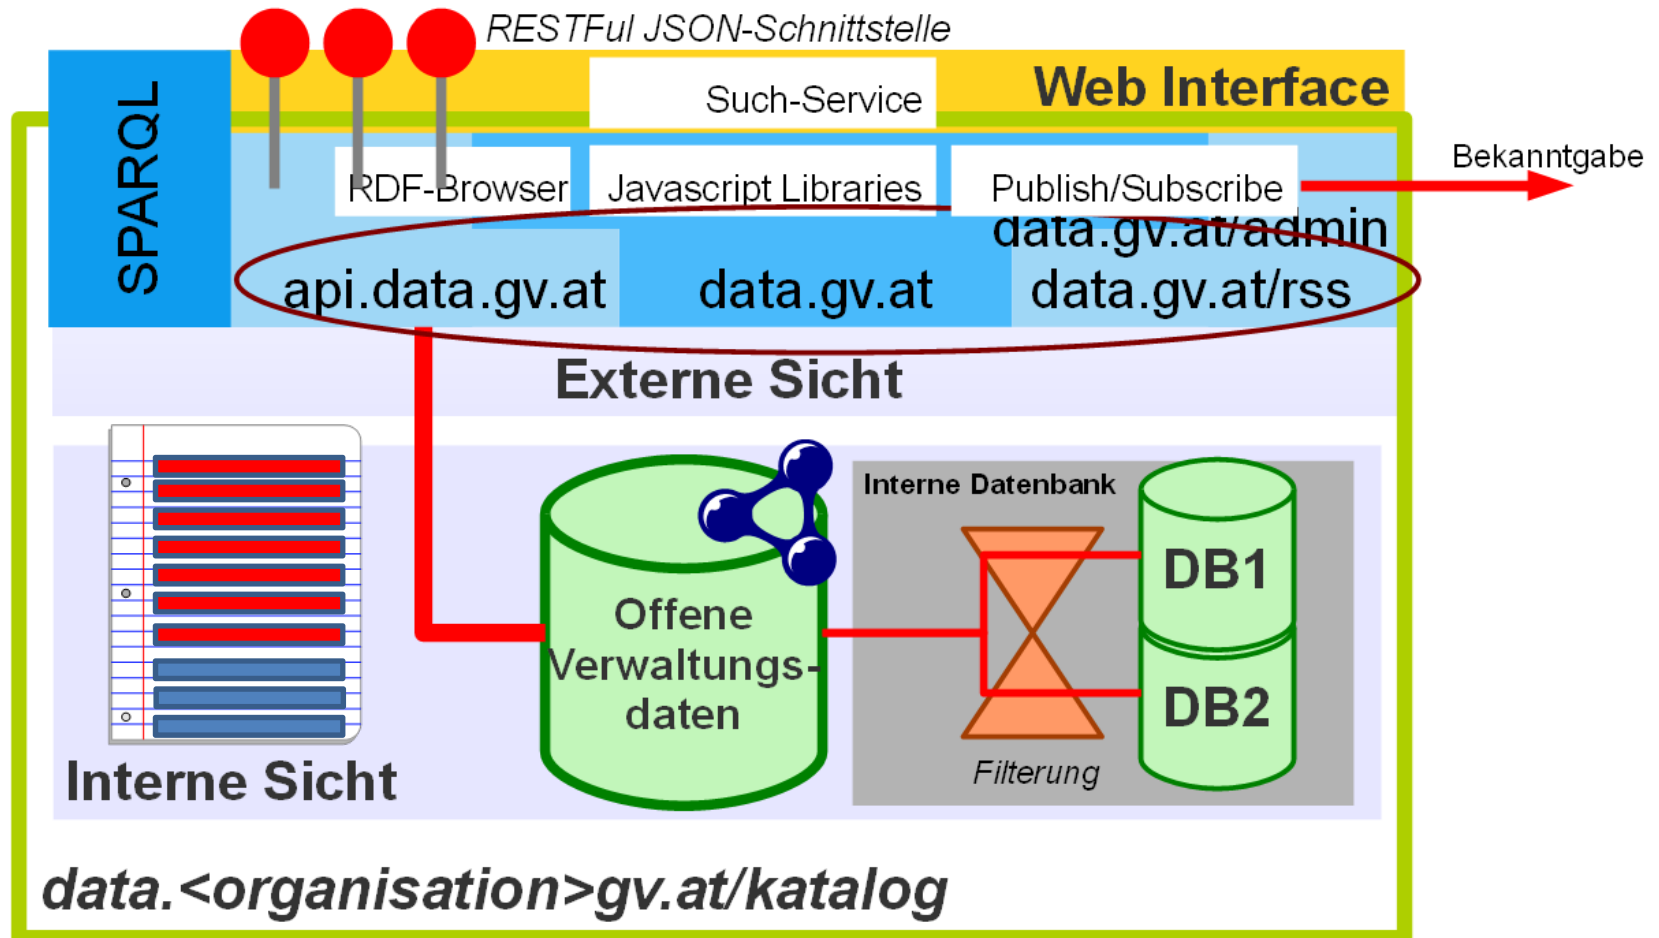 RESTFul JSON-Schnittstelle
Web Interface
Such-Service
SPARQL
RDF-Browser
Javascript Libraries
Publish/Subscribe
Bekanntgabe
data.gv.at/admin
api.data.gv.at
data.gv.at
data.gv.at/rss
Externe Sicht
Interne Datenbank
DB1
Offene
Verwaltungs-
daten
DB2
Filterung
Interne Sicht
data.<organisation>gv.at/katalog